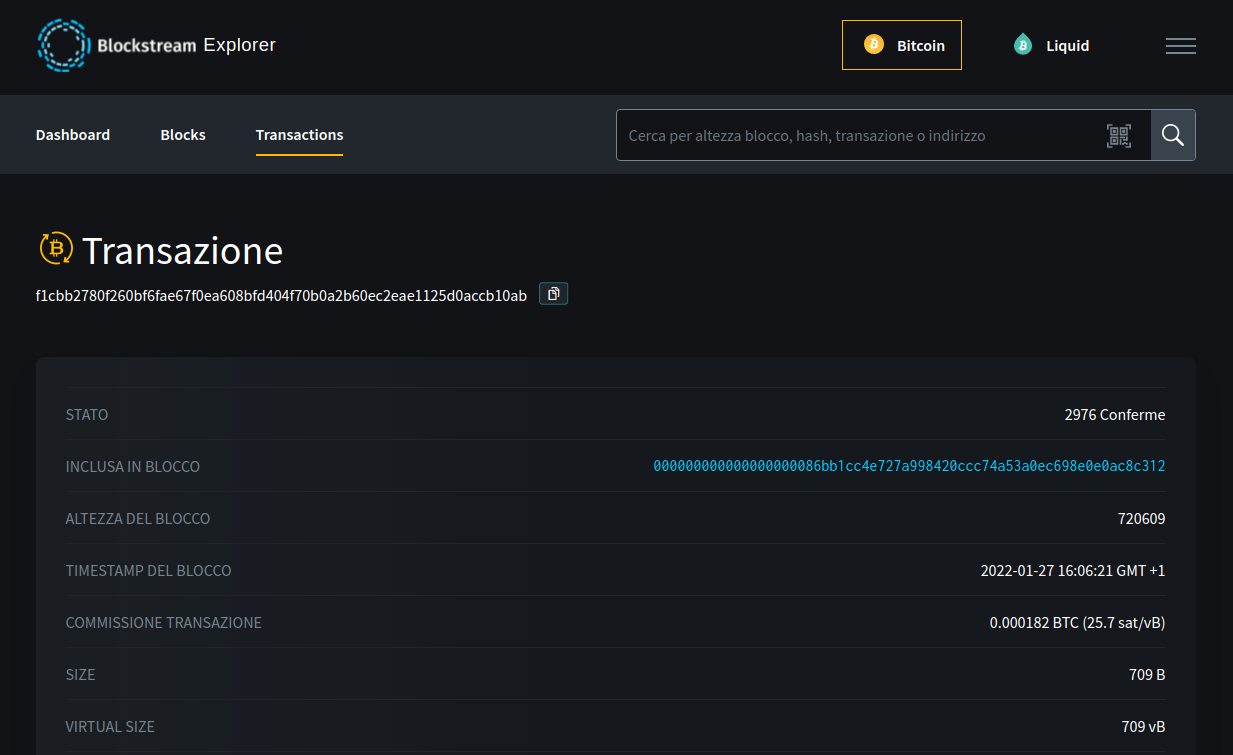 Blockstream Explorer
Bitcoin
Liquid
Dashboard
Blocks
Transactions
Cerca per altezza blocco, hash, transazione o indirizzo
Transazione
f1cbb2780f260bf6fae67f0ea608bfd404f70b0a2b60ec2eae1125d0accb10ab
STATO
2976 Conferme
INCLUSA IN BLOCCO
000000000000000000086bb1cc4e727a998420ccc74a53a0ec698e0e0ac8c312
ALTEZZA DEL BLOCCO
720609
TIMESTAMP DEL BLOCCO
2022-01-27 16:06:21 GMT +1
COMMISSIONE TRANSAZIONE
0.000182 BTC (25.7 sat/vB)
SIZE
709 B
VIRTUAL SIZE
709 vB